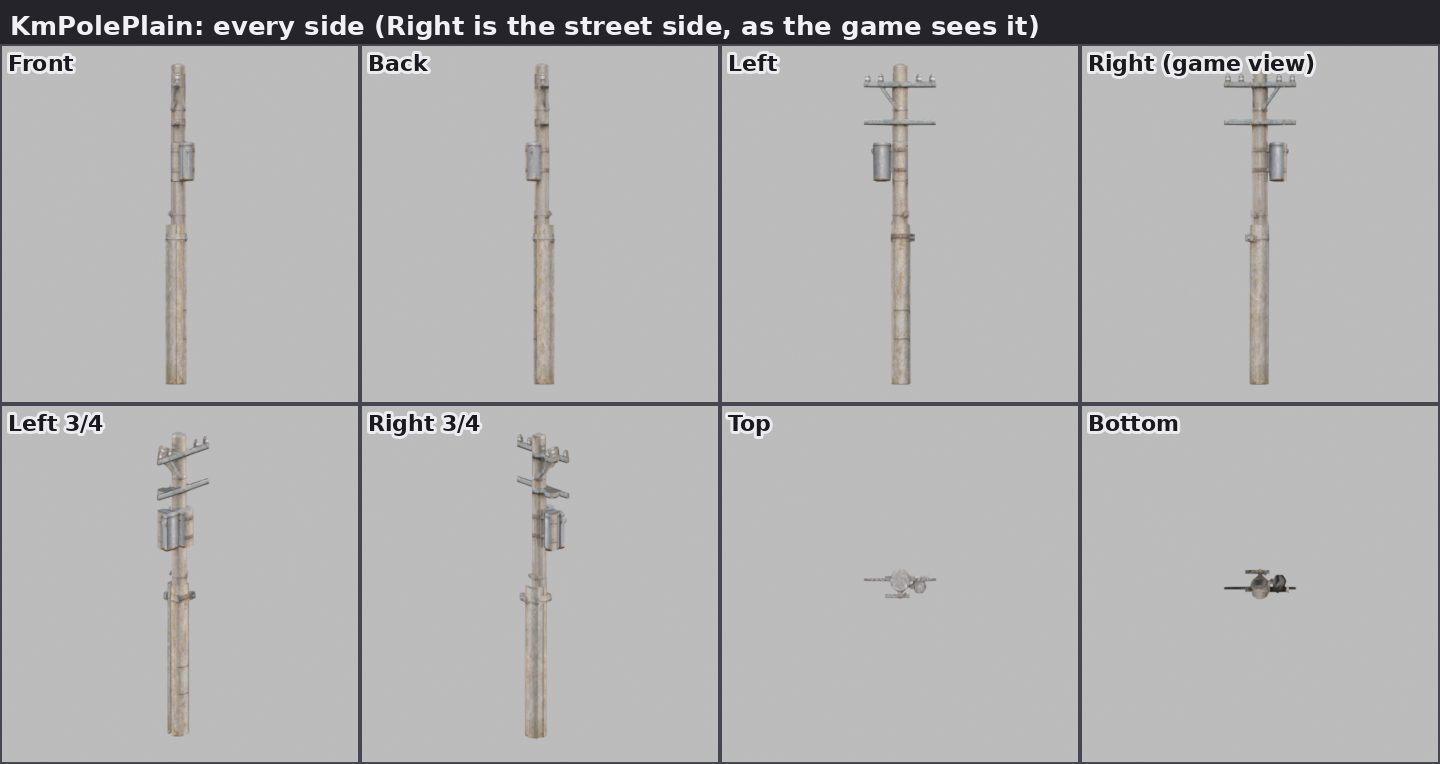 KmPolePlain: every side (Right is the street side, as the game sees it)
Front
Back
Left
Right (game view)
Left 3/4
Right 3/4
Top
Bottom